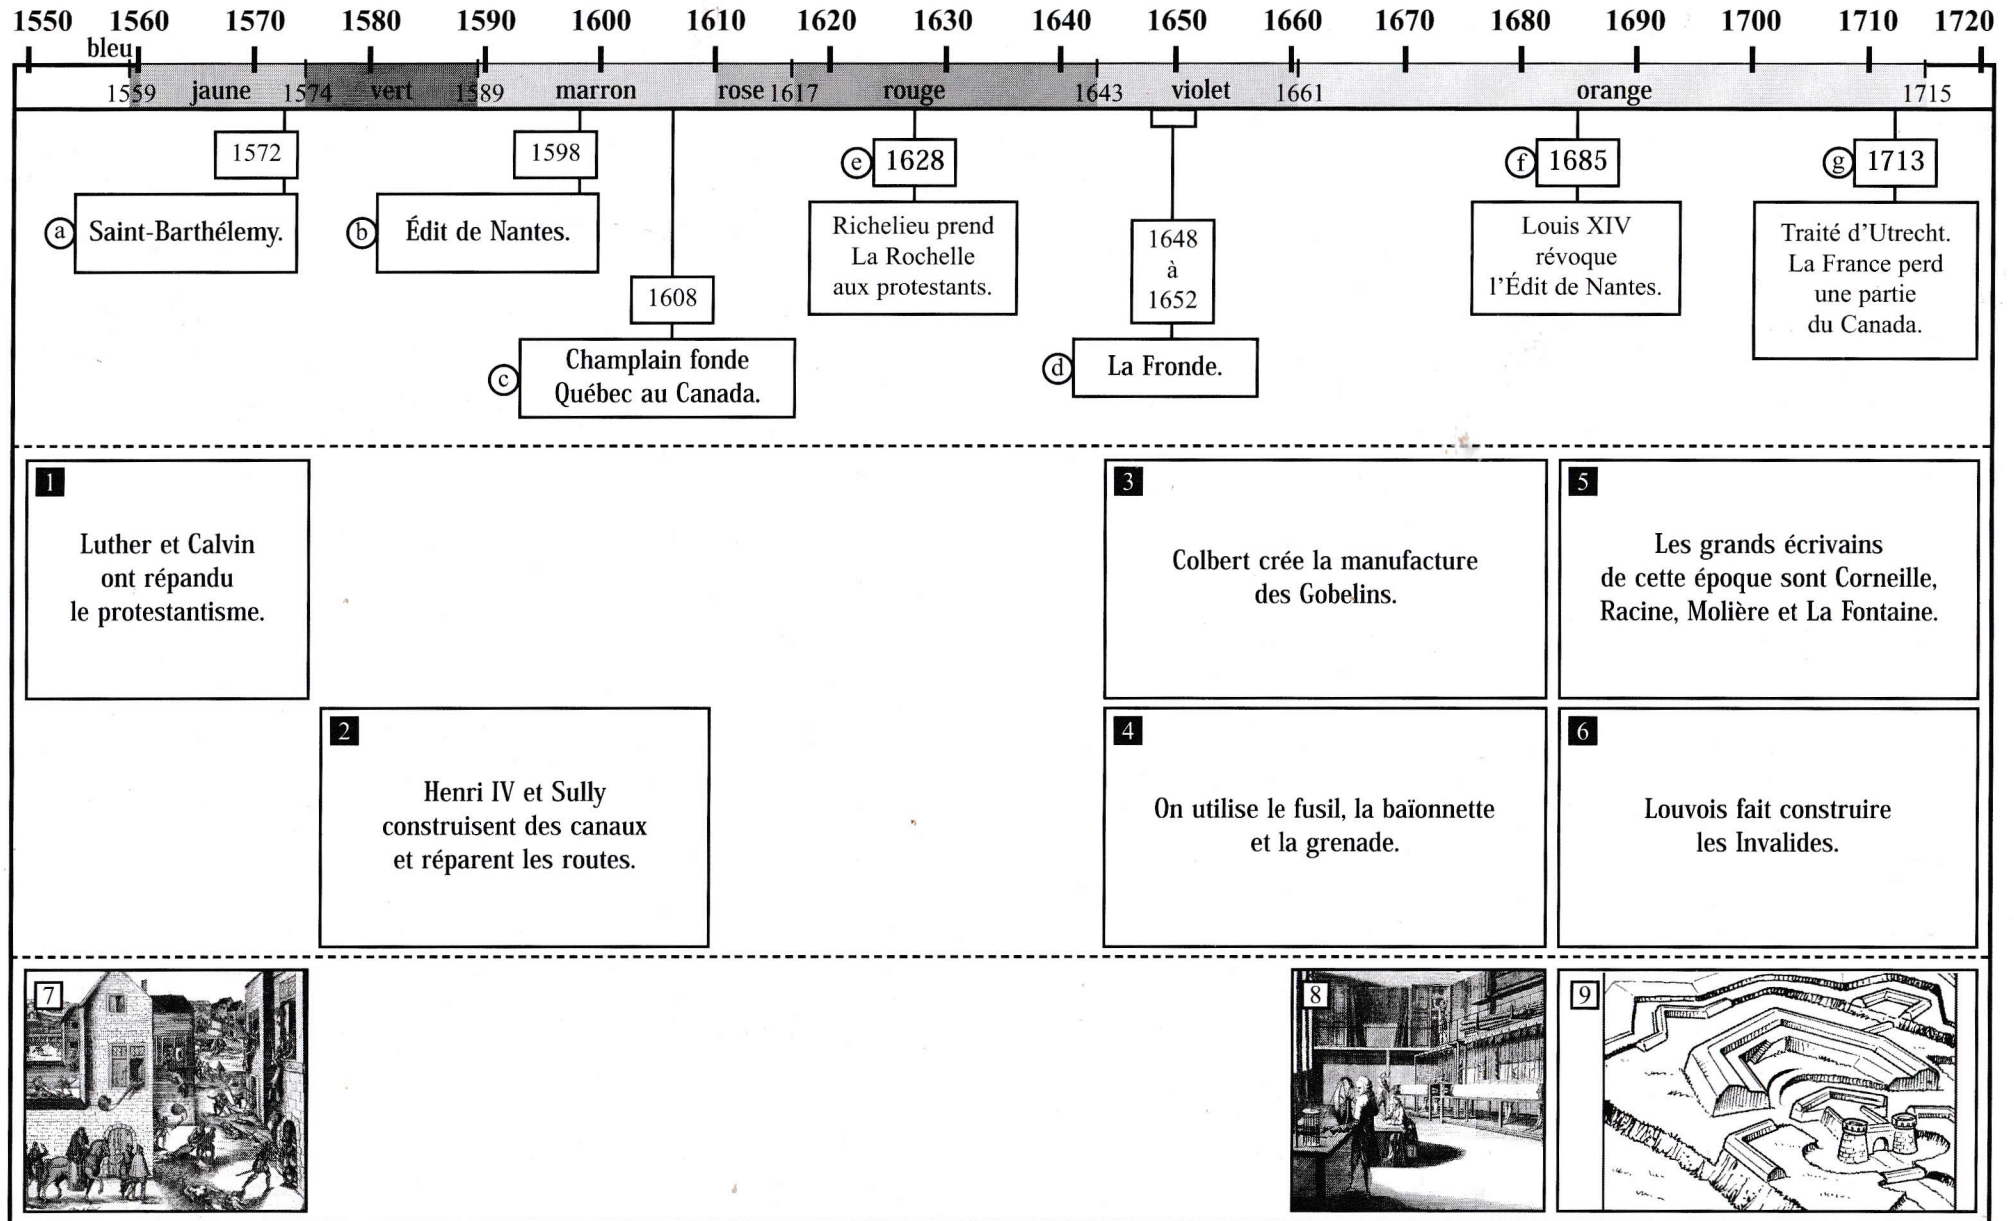 1550 1560 1570 1580 1590 1600 1610 1620 1630 1640 1650 1660 1670 1680 1690 1700 1710 1720
bleu
1559 jaune 1574 vert 1589 marron rose 1617 rouge 1643 violet 1661 orange 1715
1572
a Saint-Barthélemy.
1598
b Édit de Nantes.
1608
c Champlain fonde
Québec au Canada.
e 1628
Richelieu prend
La Rochelle
aux protestants.
1648
à
1652
d La Fronde.
f 1685
Louis XIV
révoque
l'Édit de Nantes.
g 1713
Traité d'Utrecht.
La France perd
une partie
du Canada.
1
Luther et Calvin
ont répandu
le protestantisme.
2
Henri IV et Sully
construisent des canaux
et réparent les routes.
3
Colbert crée la manufacture
des Gobelins.
4
On utilise le fusil, la baïonnette
et la grenade.
5
Les grands écrivains
de cette époque sont Corneille,
Racine, Molière et La Fontaine.
6
Louvois fait construire
les Invalides.
7
8
9